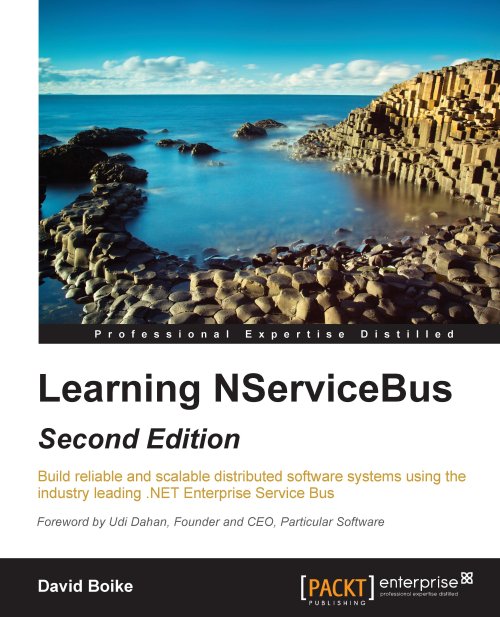 Professional Expertise Distilled
Learning NServiceBus
Second Edition
Build reliable and scalable distributed software systems using the
industry leading .NET Enterprise Service Bus
Foreword by Udi Dahan, Founder and CEO, Particular Software
David Boike
[PACKT] enterprise
PUBLISHING professional expertise distilled